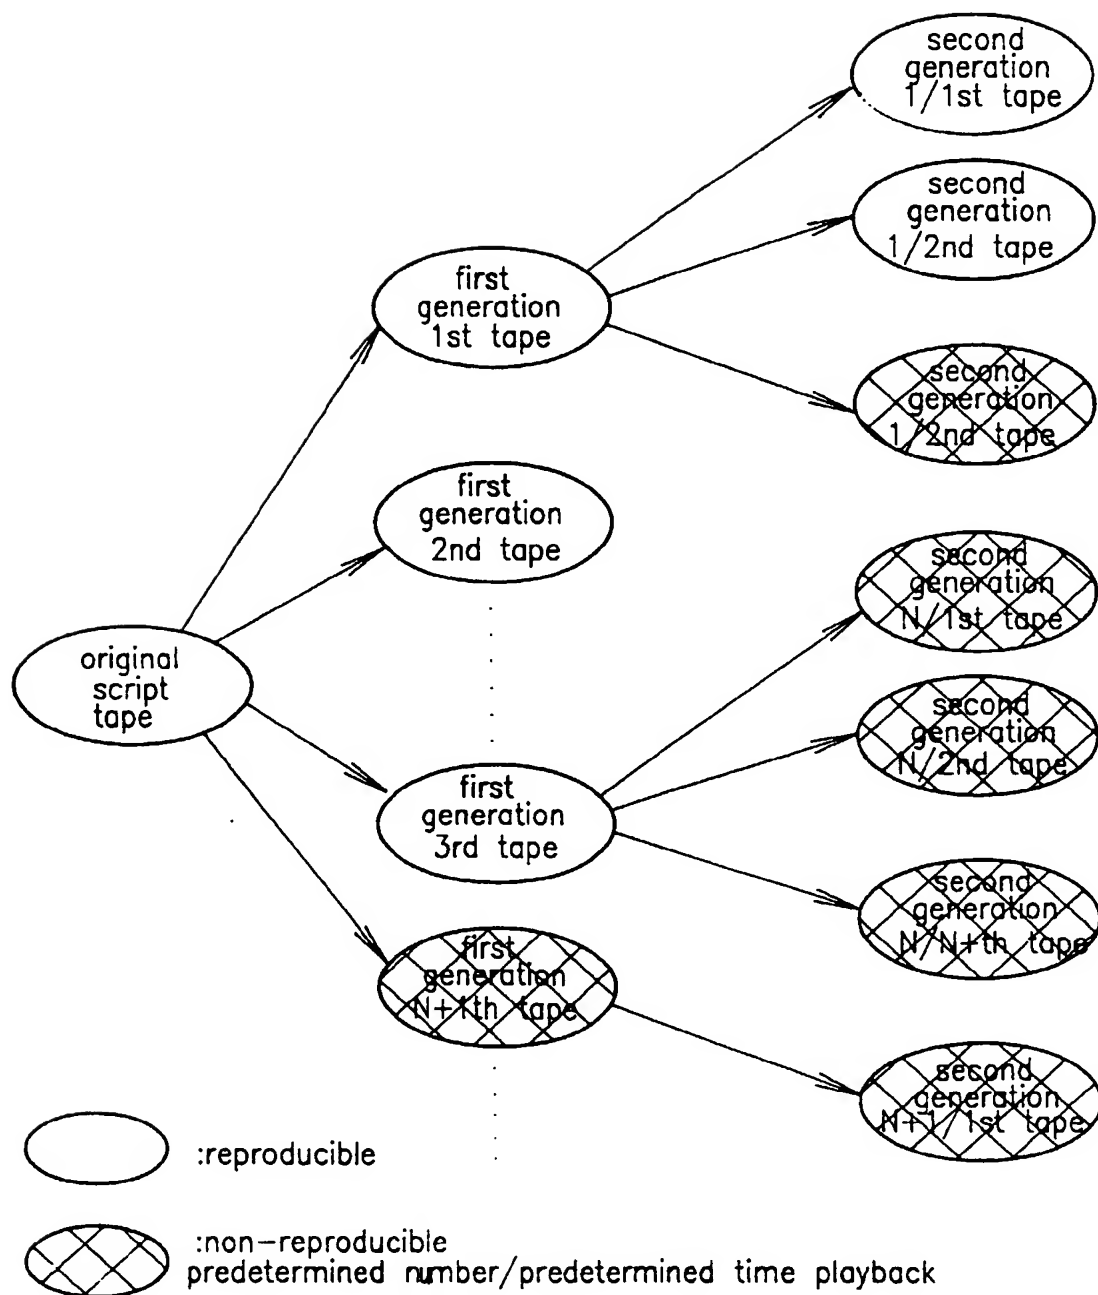 second
generation
1/1st tape
second
generation
1/2nd tape
first
generation
1st tape
second
generation
1/2nd tape
first
generation
2nd tape
second
generation
N/1st tape
original
script
tape
second
generation
N/2nd tape
first
generation
3rd tape
second
generation
N/N+th tape
first
generation
N+1th tape
second
generation
N+1/1st tape
:reproducible
:non-reproducible
predetermined number/predetermined time playback